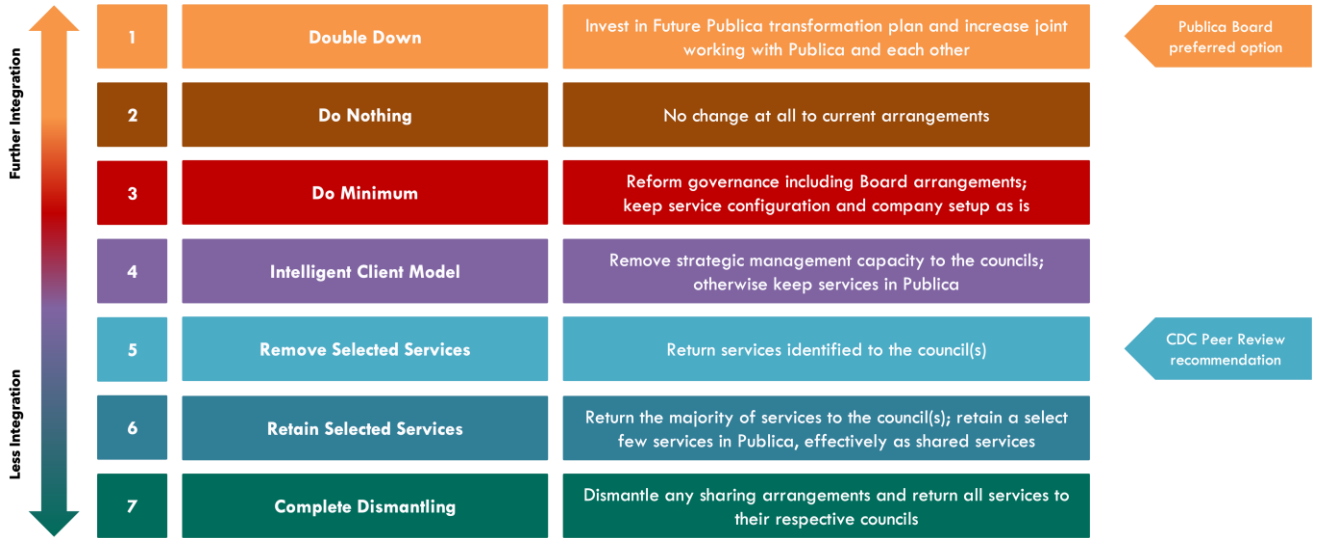 Further Integration
Less Integration
1
Double Down
Invest in Future Publica transformation plan and increase joint
working with Publica and each other
Publica Board
preferred option
2
Do Nothing
No change at all to current arrangements
3
Do Minimum
Reform governance including Board arrangements;
keep service configuration and company setup as is
4
Intelligent Client Model
Remove strategic management capacity to the councils;
otherwise keep services in Publica
5
Remove Selected Services
Return services identified to the council(s)
CDC Peer Review
recommendation
6
Retain Selected Services
Return the majority of services to the council(s); retain a select
few services in Publica, effectively as shared services
7
Complete Dismantling
Dismantle any sharing arrangements and return all services to
their respective councils